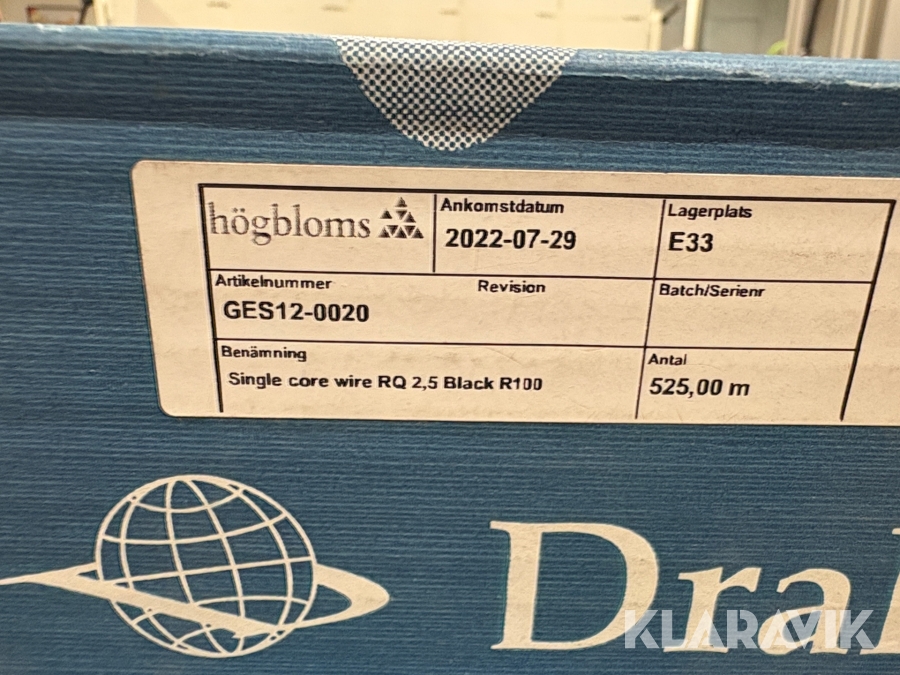 högbloms
Ankomstdatum
2022-07-29
Lagerplats
E33
Artikelnummer
GES12-0020
Revision
Batch/Serienr
Benämning
Single core wire RQ 2,5 Black R100
Antal
525,00 m
Dra
KLARAVIK